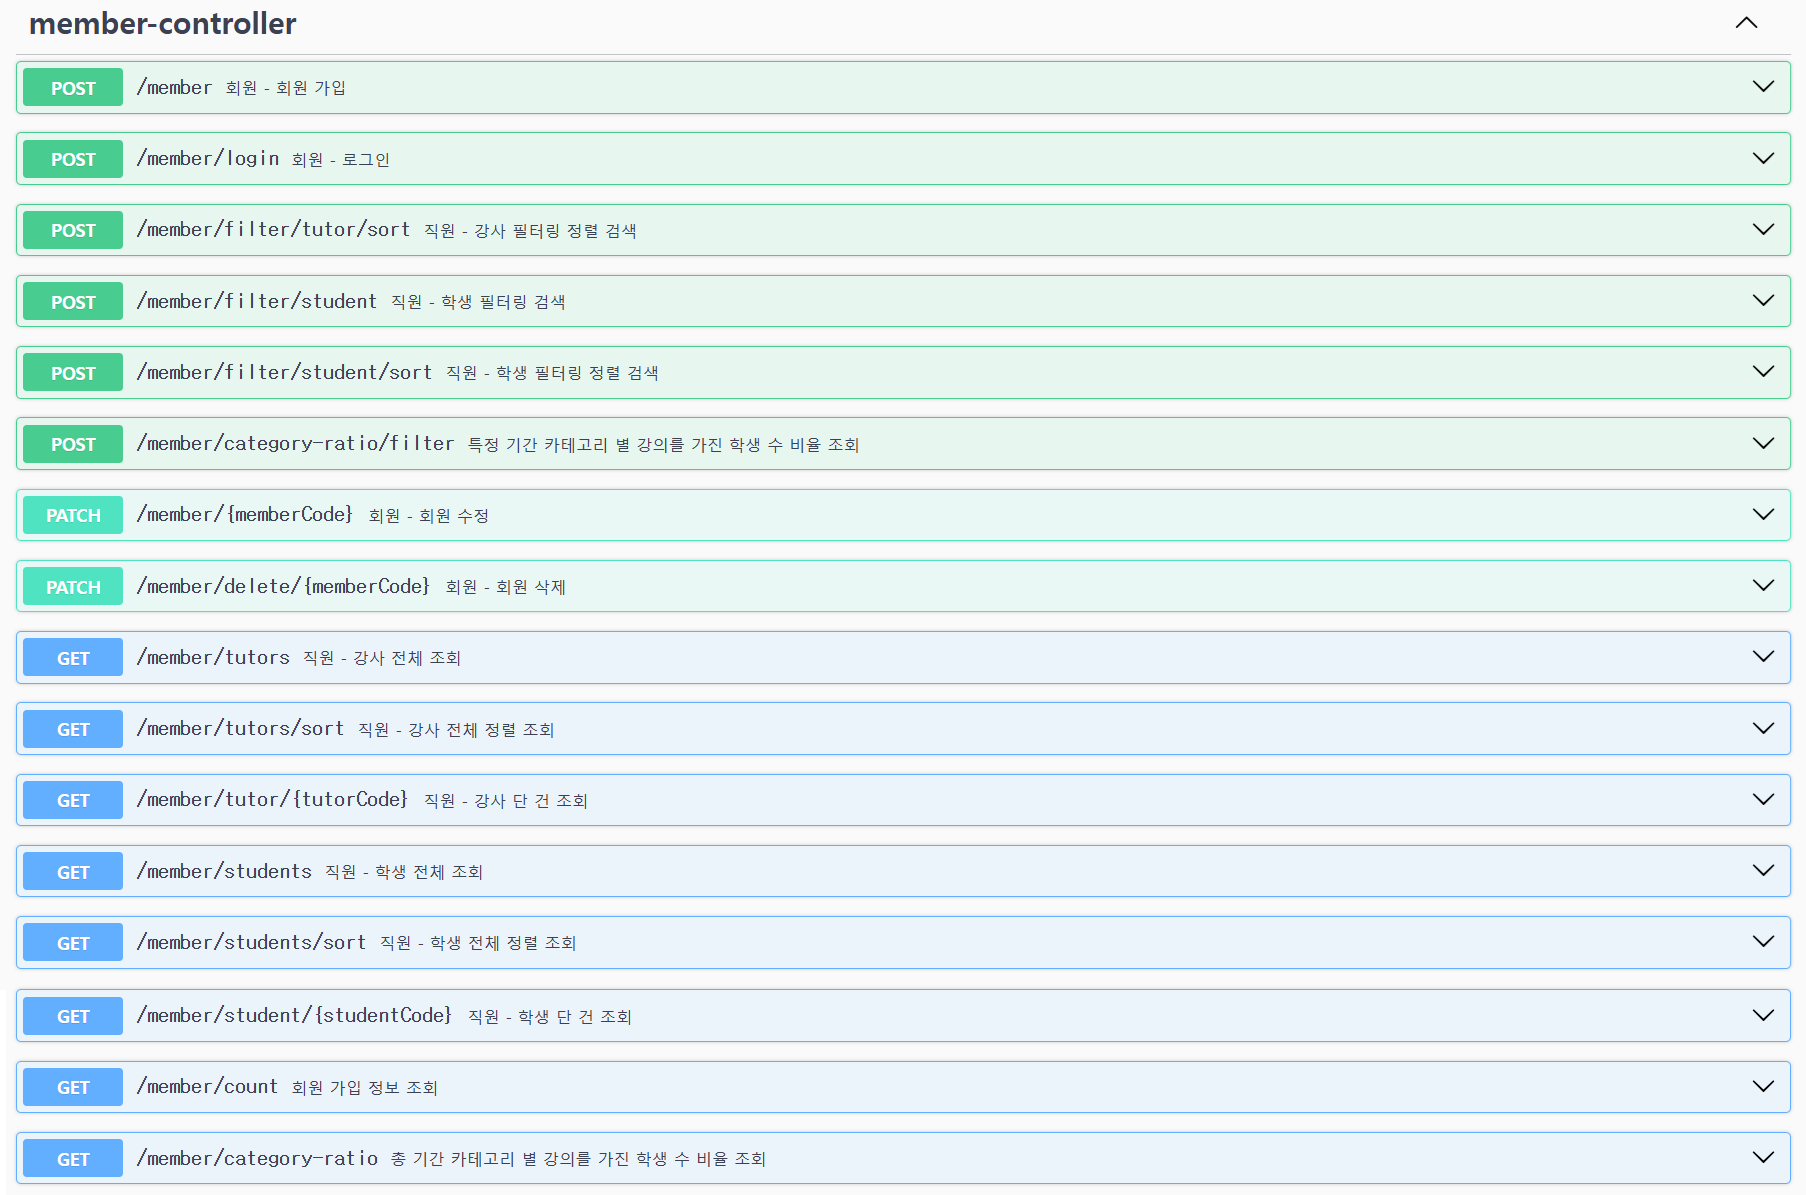 member-controller
POST /member 회원 - 회원 가입
POST /member/login 회원 - 로그인
POST /member/filter/tutor/sort 직원 - 강사 필터링 정렬 검색
POST /member/filter/student 직원 - 학생 필터링 검색
POST /member/filter/student/sort 직원 - 학생 필터링 정렬 검색
POST /member/category-ratio/filter 특정 기간 카테고리 별 강의를 가진 학생 수 비율 조회
PATCH /member/{memberCode} 회원 - 회원 수정
PATCH /member/delete/{memberCode} 회원 - 회원 삭제
GET /member/tutors 직원 - 강사 전체 조회
GET /member/tutors/sort 직원 - 강사 전체 정렬 조회
GET /member/tutor/{tutorCode} 직원 - 강사 단 건 조회
GET /member/students 직원 - 학생 전체 조회
GET /member/students/sort 직원 - 학생 전체 정렬 조회
GET /member/student/{studentCode} 직원 - 학생 단 건 조회
GET /member/count 회원 가입 정보 조회
GET /member/category-ratio 총 기간 카테고리 별 강의를 가진 학생 수 비율 조회